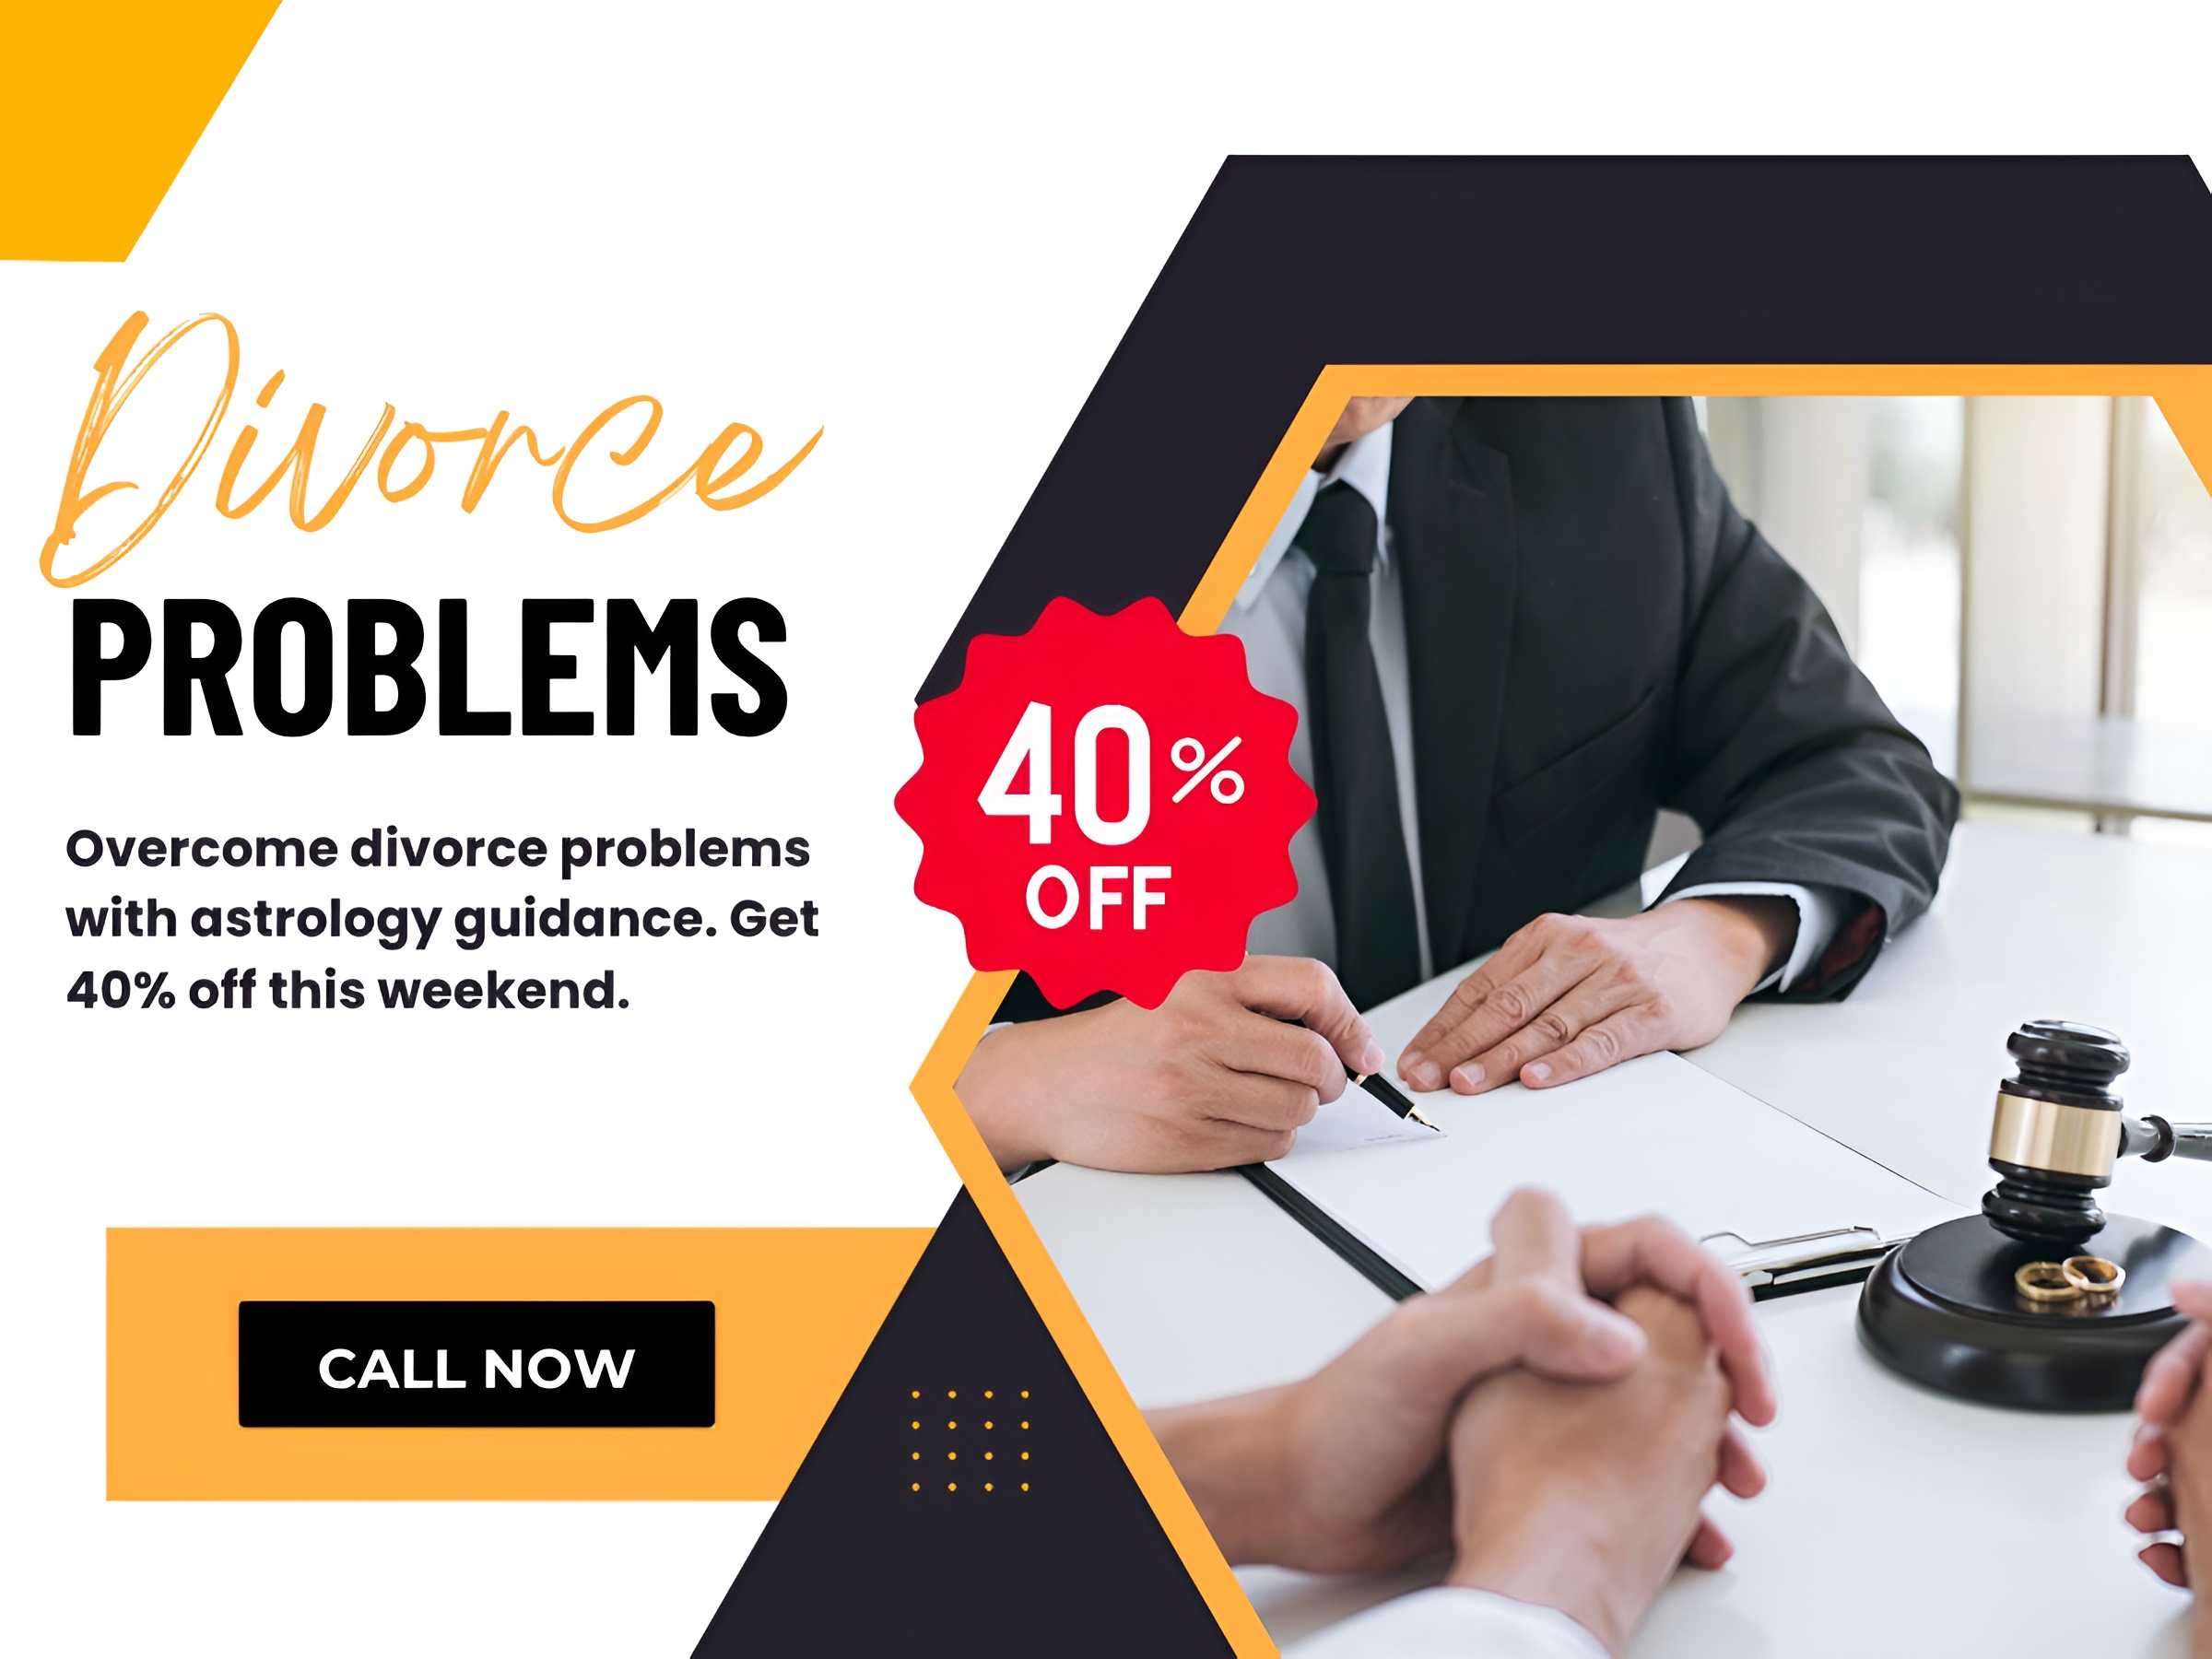 Divorce
PROBLEMS
Overcome divorce problems
with astrology guidance. Get
40% off this weekend.
40%
OFF
CALL NOW